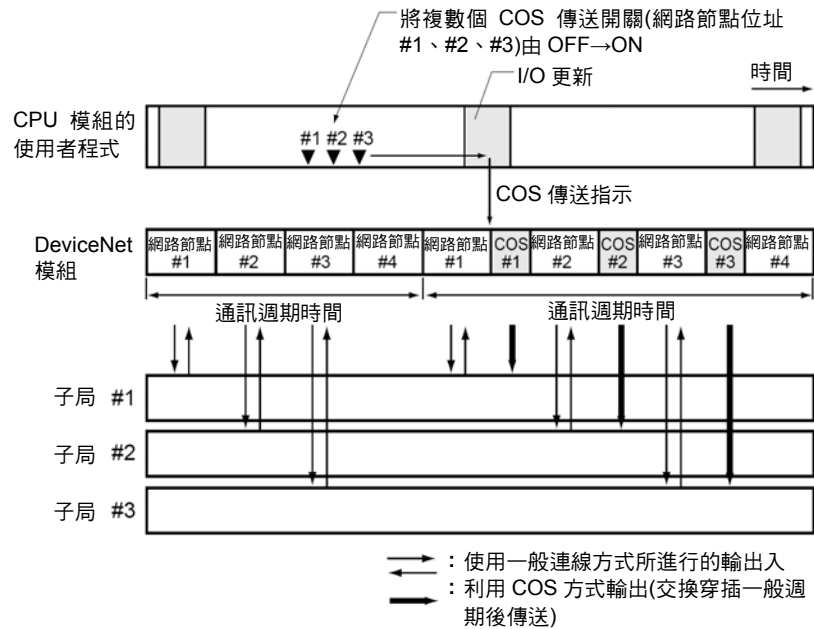 將複數個 COS 傳送開關(網路節點位址
#1、#2、#3)由 OFF→ON
I/O 更新
時間
CPU 模組的
使用者程式
#1 #2 #3
COS 傳送指示
DeviceNet
模組
網路節點 #1
網路節點 #2
網路節點 #3
網路節點 #4
網路節點 #1
COS #1
網路節點 #2
COS #2
網路節點 #3
COS #3
網路節點 #4
通訊週期時間
通訊週期時間
子局 #1
子局 #2
子局 #3
：使用一般連線方式所進行的輸出入
：利用 COS 方式輸出(交換穿插一般週
期後傳送)